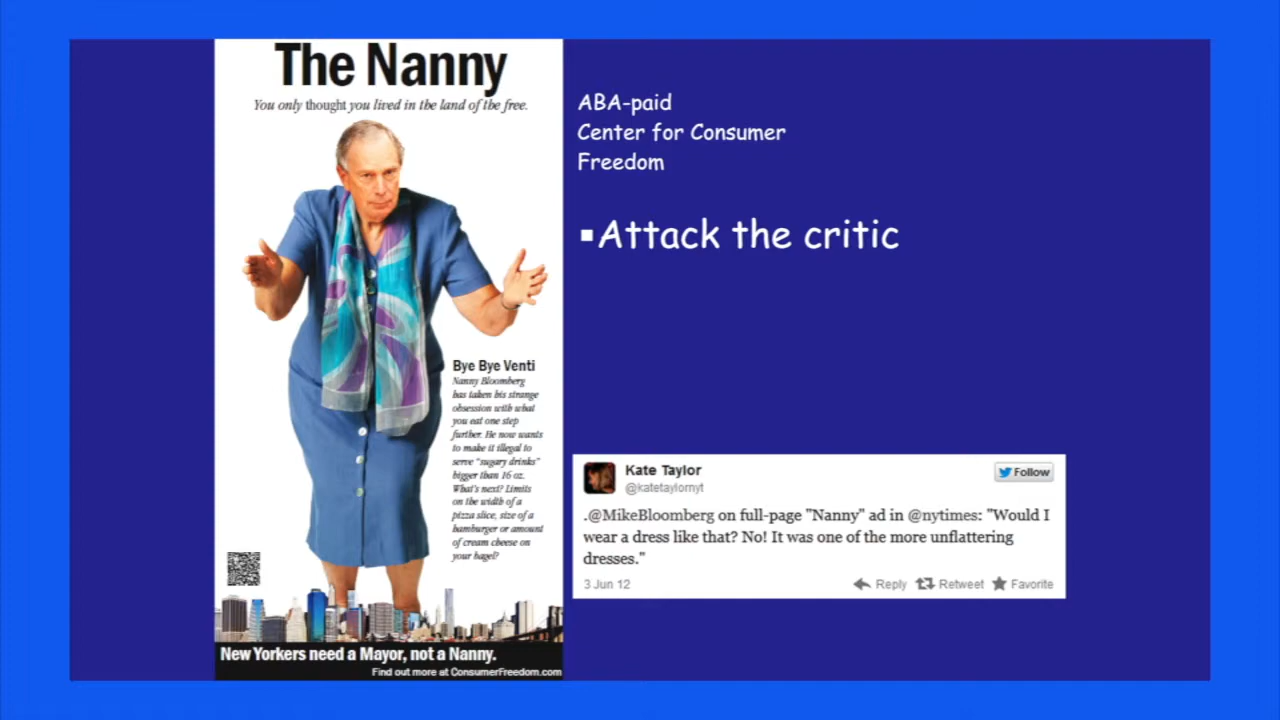 The Nanny
You only thought you lived in the land of the free.
Bye Bye Venti
Nanny Bloomberg
has taken his strange
obsession with what
you eat one step
further. He now wants
to make it illegal to
serve "sugary drinks"
bigger than 16 oz.
What's next? Limits
on the width of a
pizza slice, size of a
hamburger or amount
of cream cheese on
your bagel?
New Yorkers need a Mayor, not a Nanny.
Find out more at ConsumerFreedom.com
ABA-paid
Center for Consumer
Freedom
▪Attack the critic
Kate Taylor
@katetaylornyt
Follow
.@MikeBloomberg on full-page "Nanny" ad in @nytimes: "Would I
wear a dress like that? No! It was one of the more unflattering
dresses."
3 Jun 12 Reply Retweet Favorite